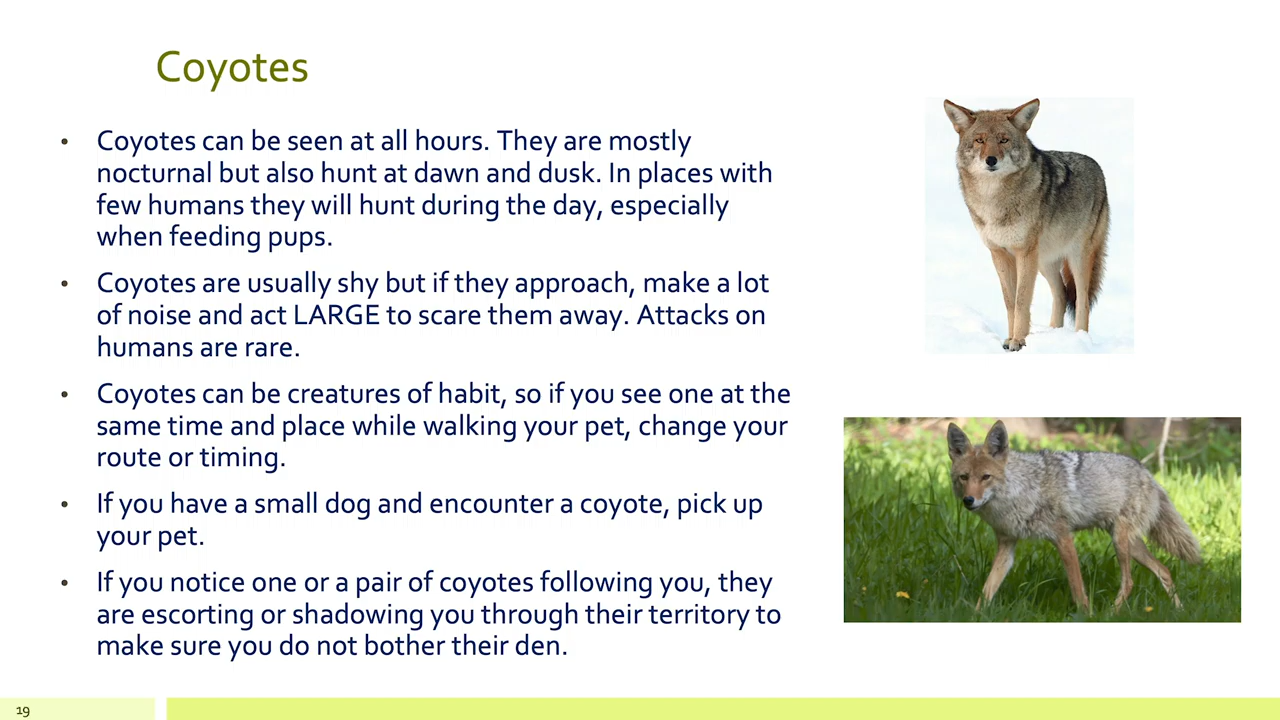 Coyotes
• Coyotes can be seen at all hours. They are mostly
nocturnal but also hunt at dawn and dusk. In places with
few humans they will hunt during the day, especially
when feeding pups.
• Coyotes are usually shy but if they approach, make a lot
of noise and act LARGE to scare them away. Attacks on
humans are rare.
• Coyotes can be creatures of habit, so if you see one at the
same time and place while walking your pet, change your
route or timing.
• If you have a small dog and encounter a coyote, pick up
your pet.
• If you notice one or a pair of coyotes following you, they
are escorting or shadowing you through their territory to
make sure you do not bother their den.
19